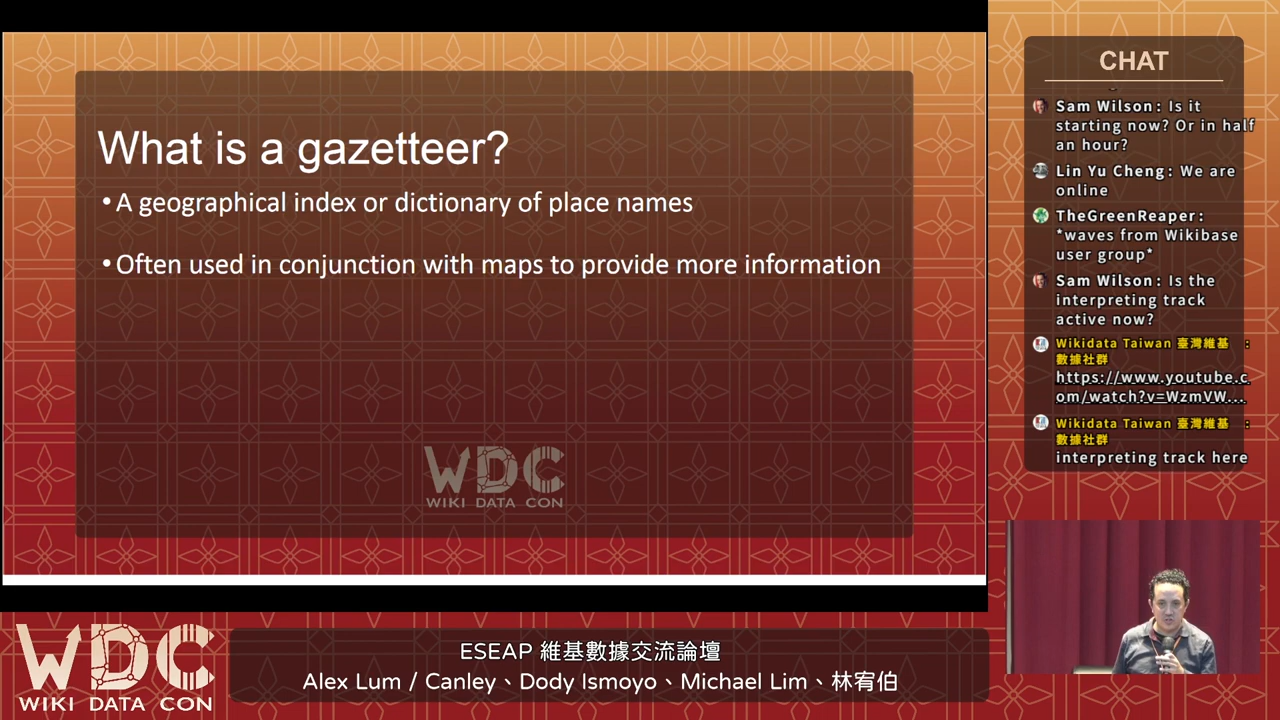 What is a gazetteer?
• A geographical index or dictionary of place names
• Often used in conjunction with maps to provide more information
WDC
WIKI DATA CON
CHAT
Sam Wilson: Is it
starting now? Or in half
an hour?
Lin Yu Cheng: We are
online
TheGreenReaper:
*waves from Wikibase
user group*
Sam Wilson: Is the
interpreting track
active now?
Wikidata Taiwan 臺灣維基:
數據社群
https://www.youtube.c
om/watch?v=WzmVW...
Wikidata Taiwan 臺灣維基:
數據社群
interpreting track here
WDC
WIKI DATA CON
ESEAP 維基數據交流論壇
Alex Lum / Canley、Dody Ismoyo、Michael Lim、林宥伯